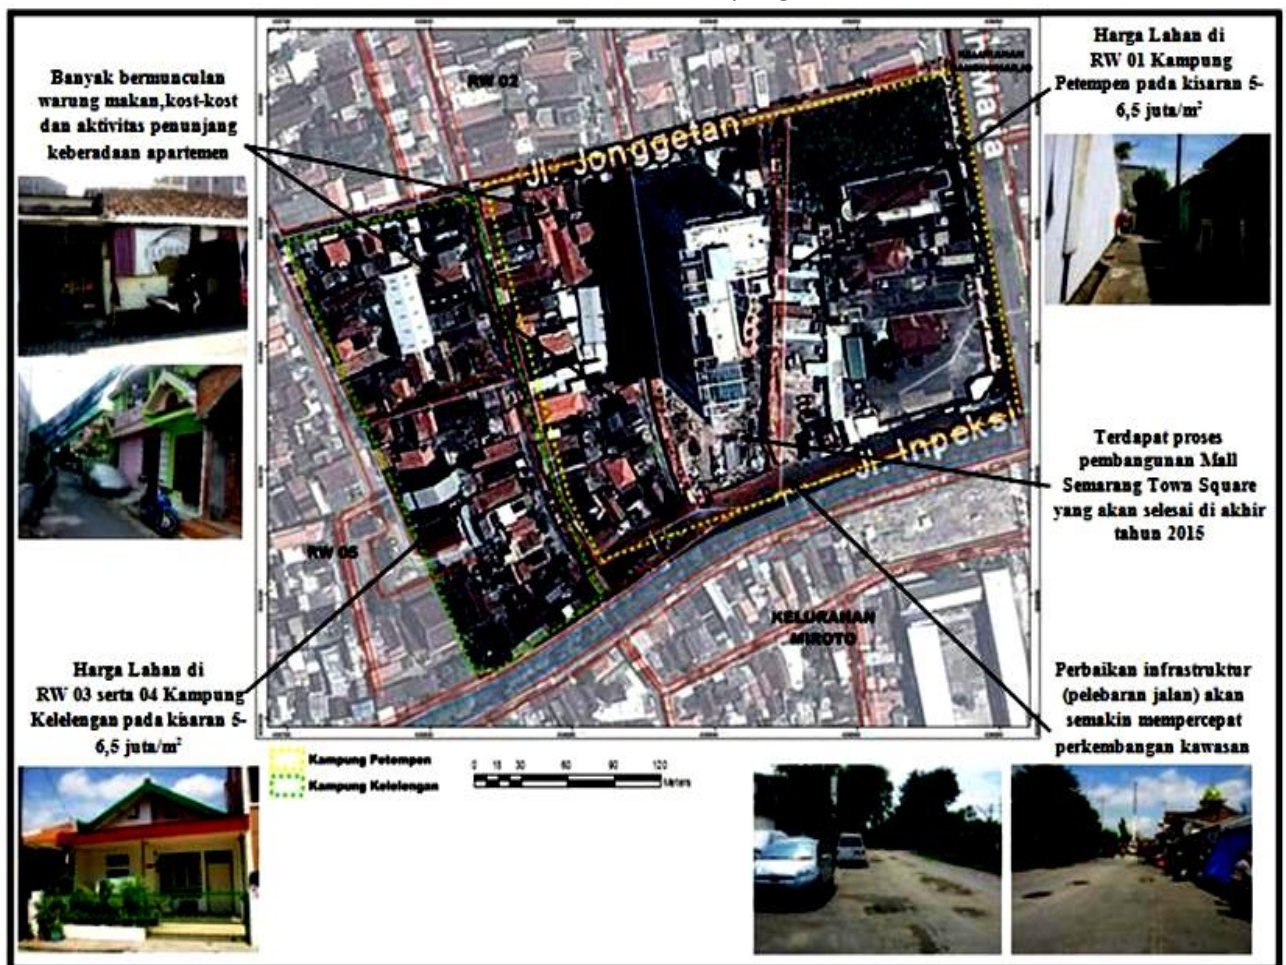 Banyak bermunculan
warung makan,kost-kost
dan aktivitas penunjang
keberadaan apartemen
Harga Lahan di
RW 03 serta 04 Kampung
Kelelengan pada kisaran 5-
6,5 juta/m²
RW 02
KELURAHAN
Jl. Jonggetan
Jl. Inpeksi
RW 05
KELURAHAN
MIROTO
Kampung Petempen
Kampung Kelelengan
0 15 30 60 90 120
Meters
Harga Lahan di
RW 01 Kampung
Petempen pada kisaran 5-
6,5 juta/m²
Terdapat proses
pembangunan Mall
Semarang Town Square
yang akan selesai di akhir
tahun 2015
Perbaikan infrastruktur
(pelebaran jalan) akan
semakin mempercepat
perkembangan kawasan